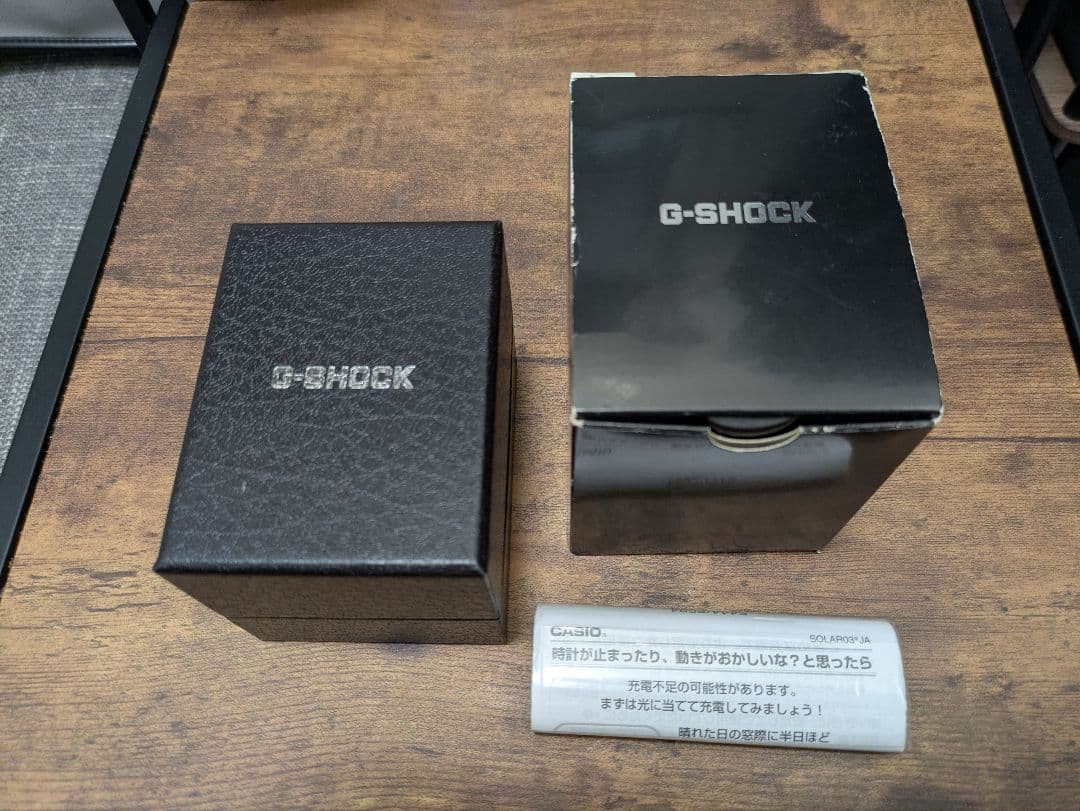 G-SHOCK
G-SHOCK
CASIO®
SOLAR03*JA
時計が止まったり、動きがおかしいな?と思ったら
充電不足の可能性があります。
まずは光に当てて充電してみましょう!
晴れた日の窓際に半日ほど